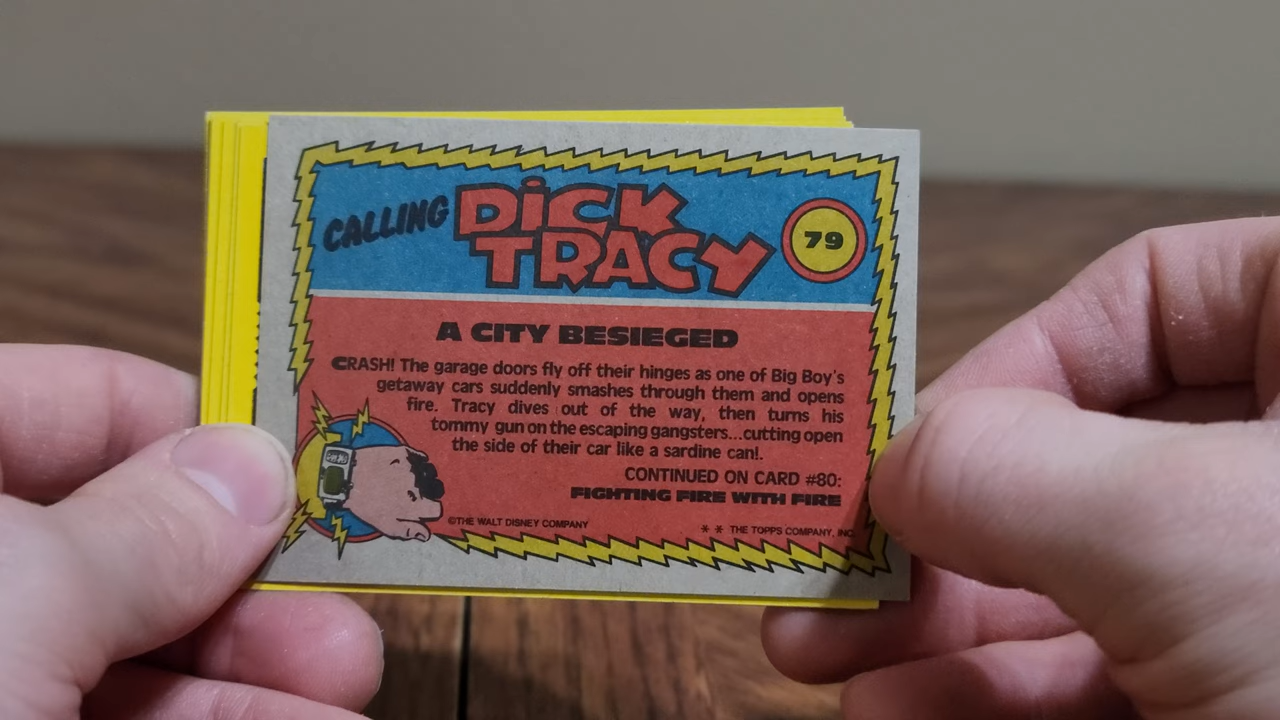 CALLING
DICK
TRACY
79
A CITY BESIEGED
CRASH! The garage doors fly off their hinges as one of Big Boy's
getaway cars suddenly smashes through them and opens
fire. Tracy dives out of the way, then turns his
tommy gun on the escaping gangsters...cutting open
the side of their car like a sardine can!.
CONTINUED ON CARD #80:
FIGHTING FIRE WITH FIRE
©THE WALT DISNEY COMPANY
* * THE TOPPS COMPANY, INC.